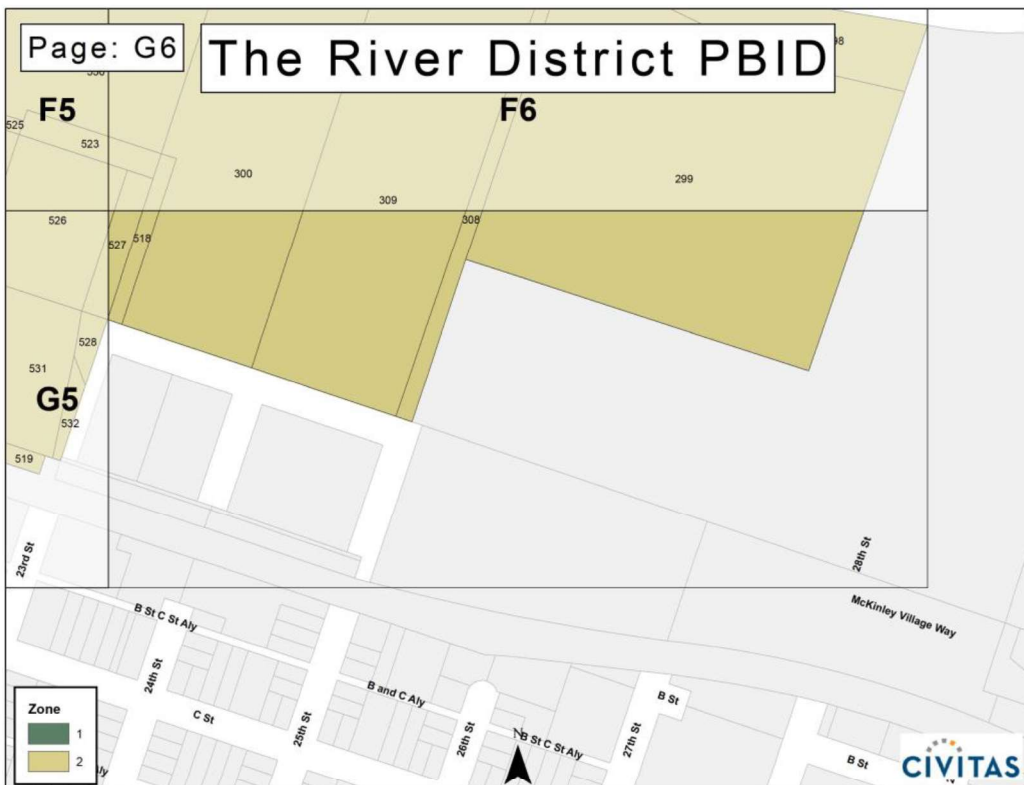 Page: G6
The River District PBID
F5
F6
525
523
300
309
299
526
527
518
308
528
531
G5
532
519
23rd St
28th St
McKinley Village Way
B St C St Aly
24th St
C St
25th St
B and C Aly
26th St
B St C St Aly
27th St
B St
B St
N
Zone
1
2
CIVITAS